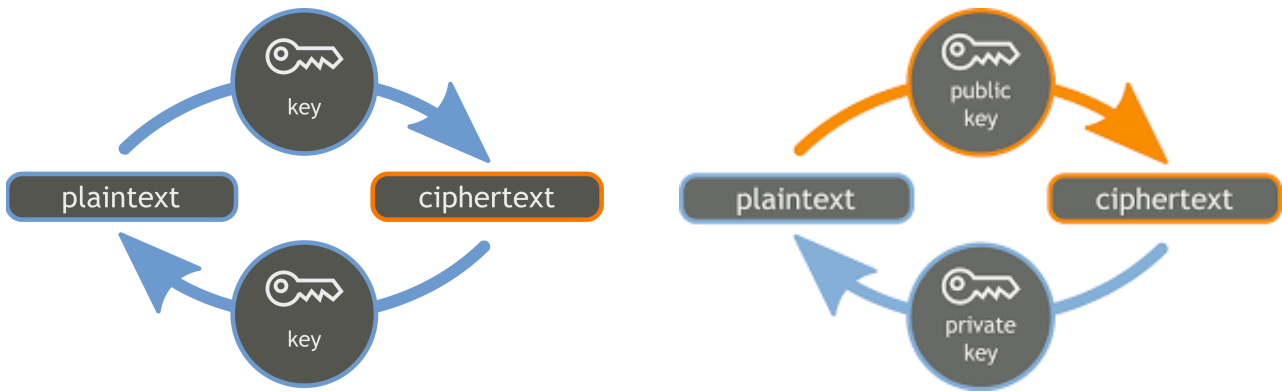 key
plaintext
ciphertext
key
public
key
plaintext
ciphertext
private
key